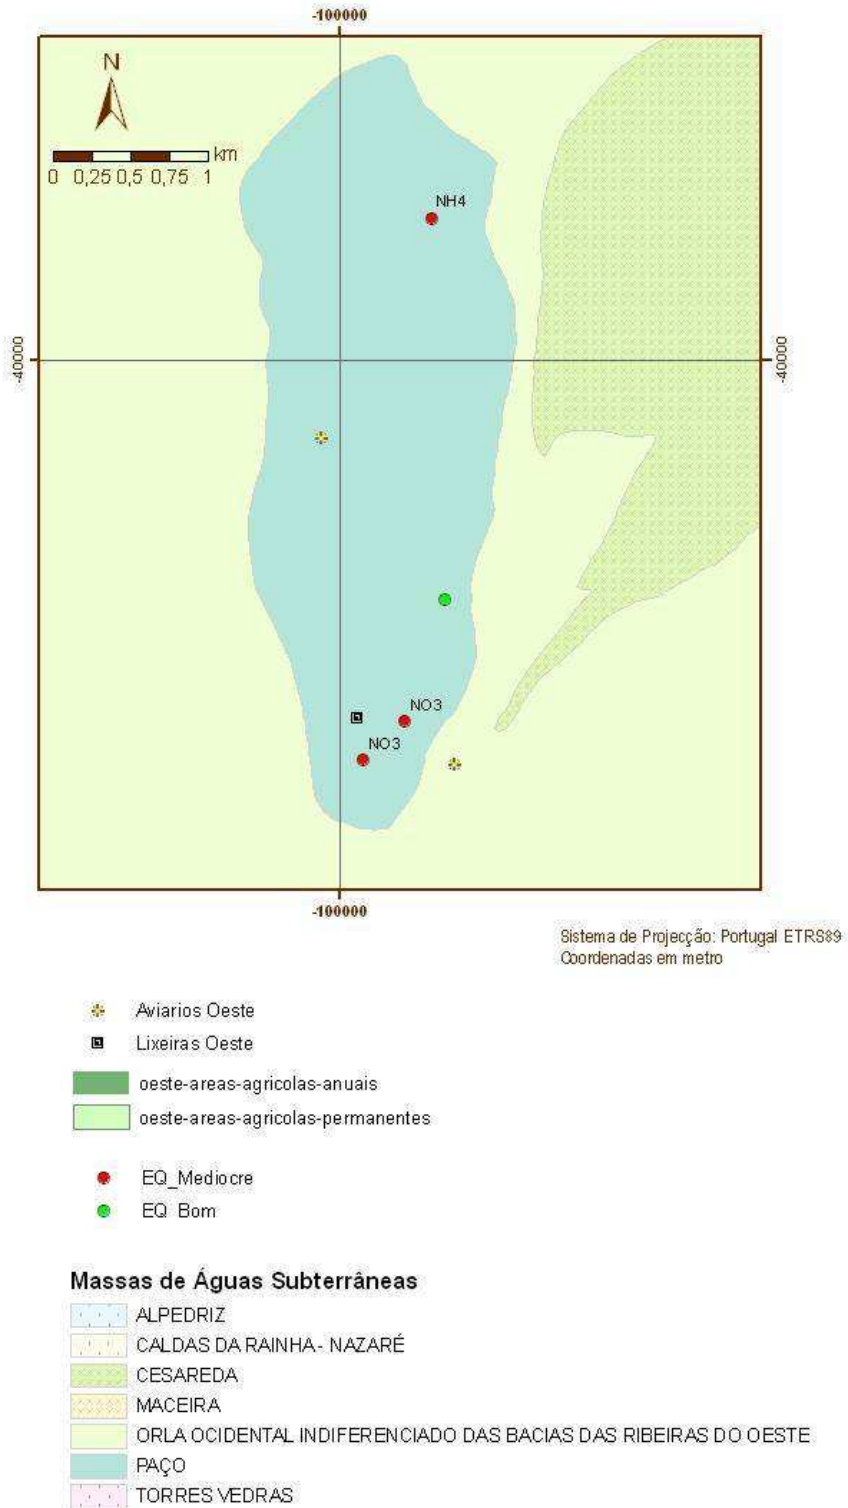 -100000
N
km
0 0,25 0,5 0,75 1
NH4
-40000
-40000
NO3
NO3
-100000
Sistema de Projecção: Portugal ETRS89
Coordenadas em metro
Aviarios Oeste
Lixeiras Oeste
oeste-areas-agricolas-anuais
oeste-areas-agricolas-permanentes
EQ_Mediocre
EQ_Bom
Massas de Águas Subterrâneas
ALPEDRIZ
CALDAS DA RAINHA - NAZARÉ
CESAREDA
MACEIRA
ORLA OCIDENTAL INDIFERENCIADO DAS BACIAS DAS RIBEIRAS DO OESTE
PAÇO
TORRES VEDRAS